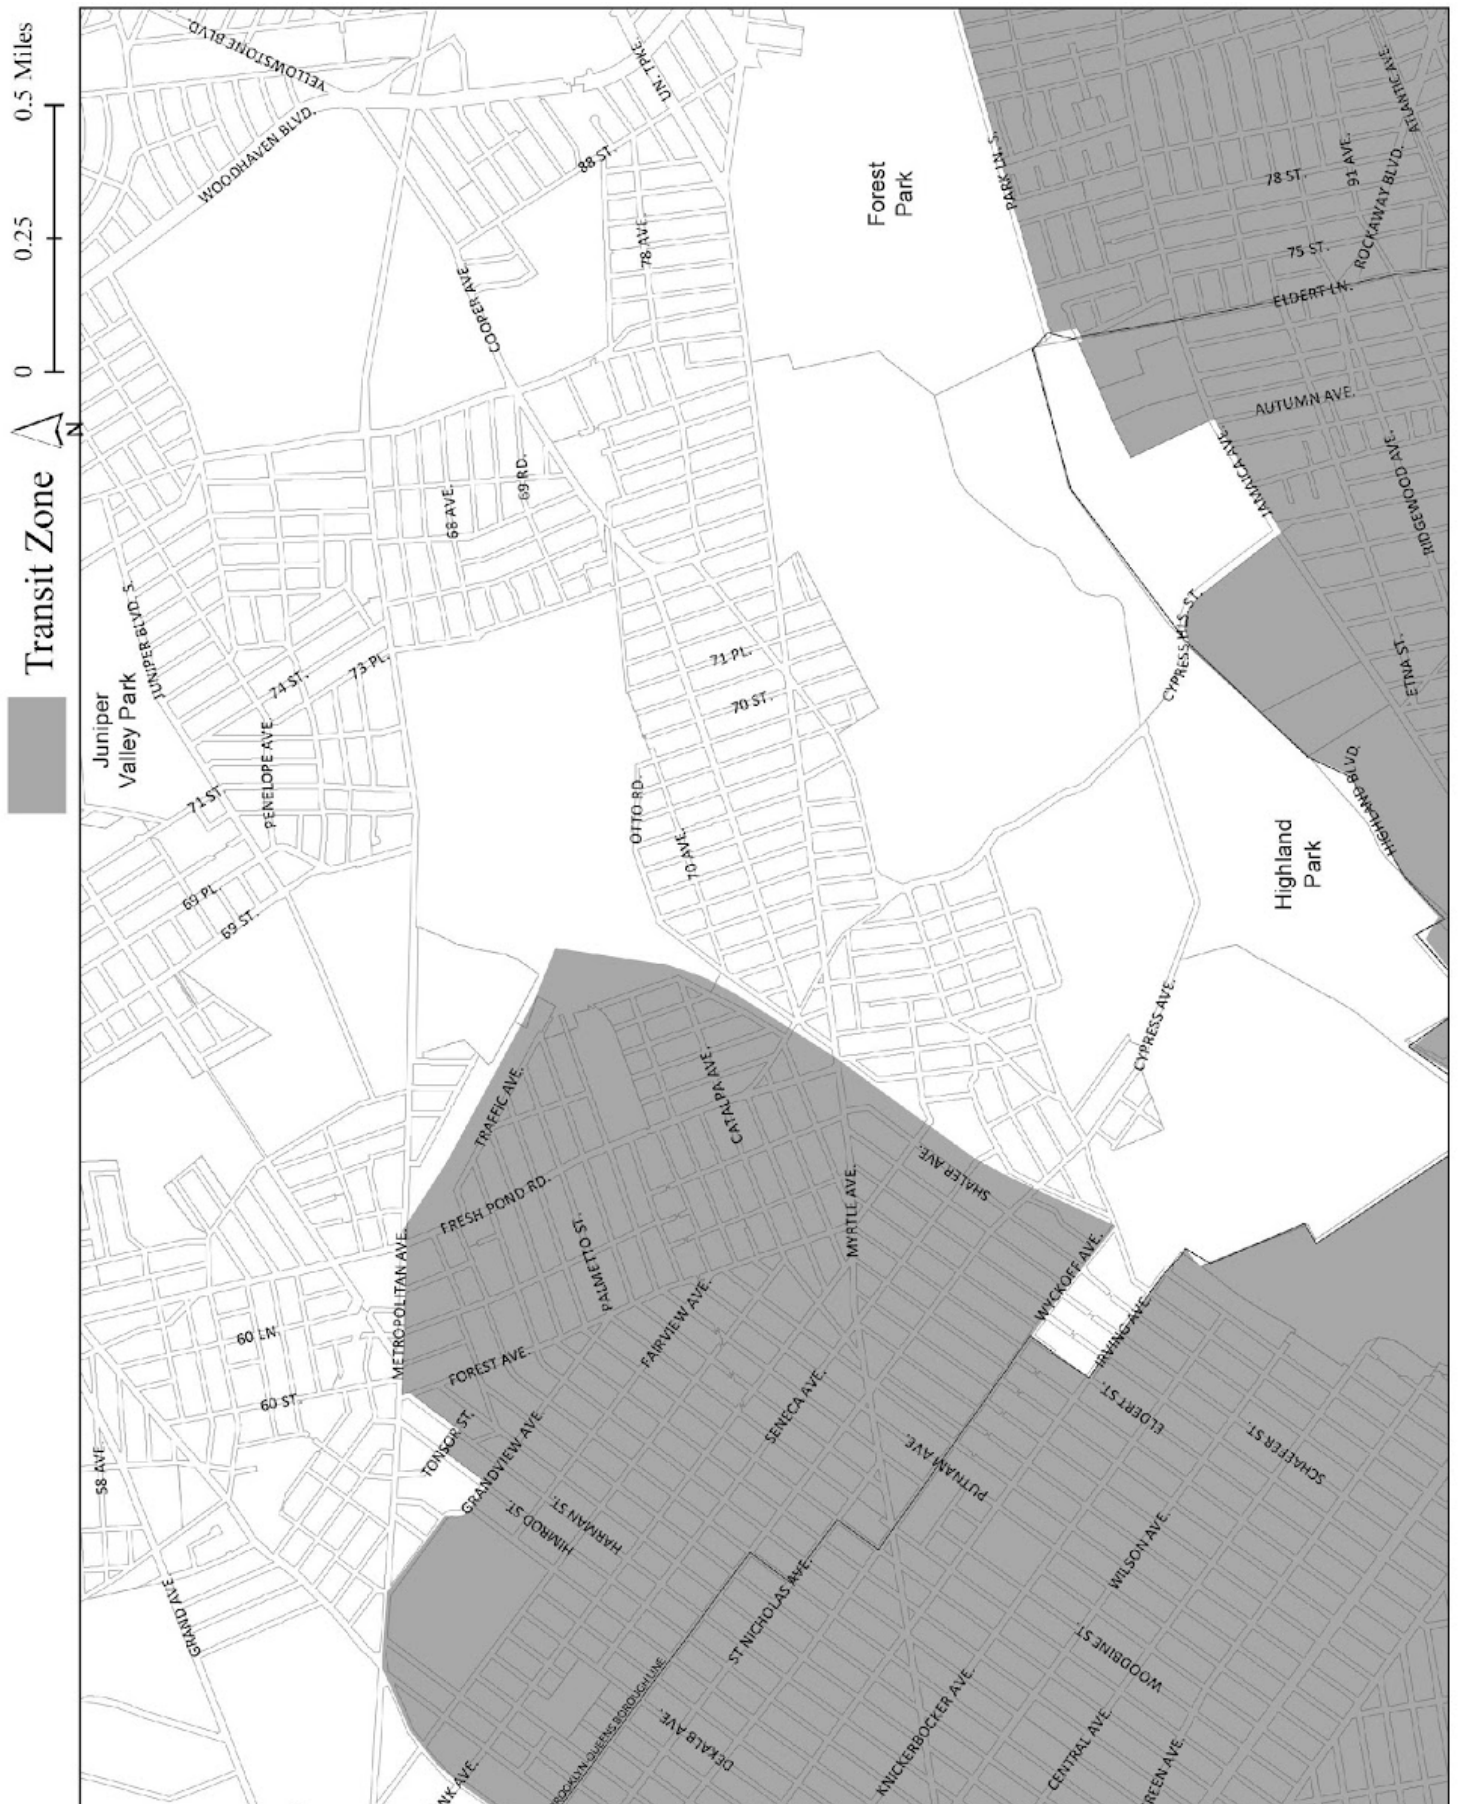 Transit Zone
N
0 0.25 0.5 Miles
YELLOWSTONE BLVD.
WOODHAVEN BLVD.
UN. TPKE.
88 ST.
78 AVE.
COOPER AVE.
Forest
Park
PARK LN. S.
ATLANTIC AVE.
91 AVE.
78 ST.
75 ST.
ROCKAWAY BLVD.
ELDERT LN.
AUTUMN AVE.
JAMAICA AVE.
RIDGEWOOD AVE.
69 RD.
68 AVE.
JUNIPER BLVD. S.
Juniper
Valley Park
74 ST.
73 PL.
PENELOPE AVE.
71 ST.
71 PL.
70 ST.
OTTO RD.
70 AVE.
CYPRESS HLS. ST.
ETNA ST.
HIGHLAND BLVD.
Highland
Park
69 PL.
69 ST.
CYPRESS AVE.
TRAFFIC AVE.
CATALPA AVE.
FRESH POND RD.
PALMETTO ST.
MYRTLE AVE.
SHALER AVE.
METROPOLITAN AVE.
60 LN.
60 ST.
58 AVE.
FOREST AVE.
FAIRVIEW AVE.
WYCKOFF AVE.
IRVING AVE.
TONSOR ST.
GRANDVIEW AVE.
SENECA AVE.
ELDERT ST.
SCHAEFER ST.
HIMROD ST.
HARMAN ST.
PUTNAM AVE.
WILSON AVE.
GRAND AVE.
ST NICHOLAS AVE.
WOODBINE ST.
ROOKLYN-QUEENS BOROUGH LINE
DEKALB AVE.
KNICKERBOCKER AVE.
CENTRAL AVE.
NK AVE.
REEN AVE.